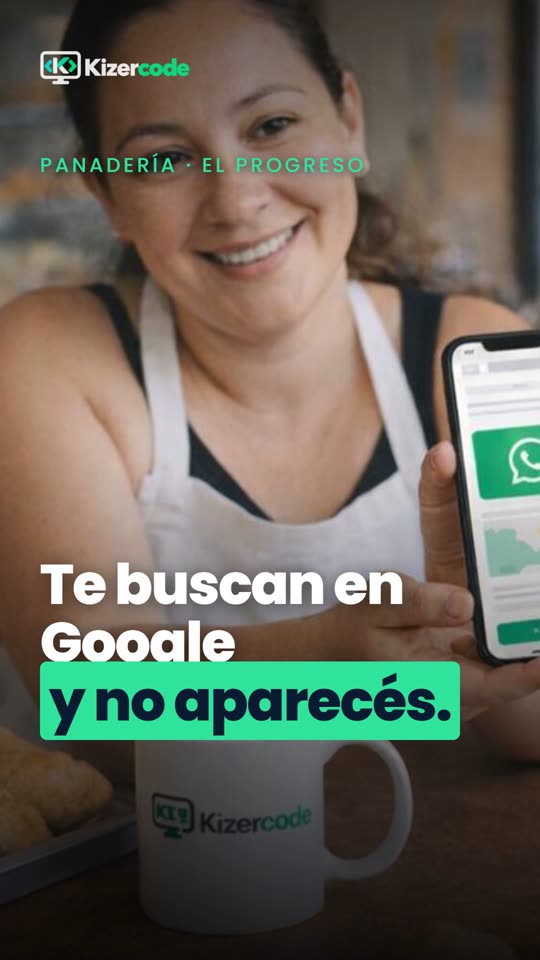 Kizercode
PANADERÍA · EL PROGRESO
Te buscan en
Google
y no aparecés.
Kizercode